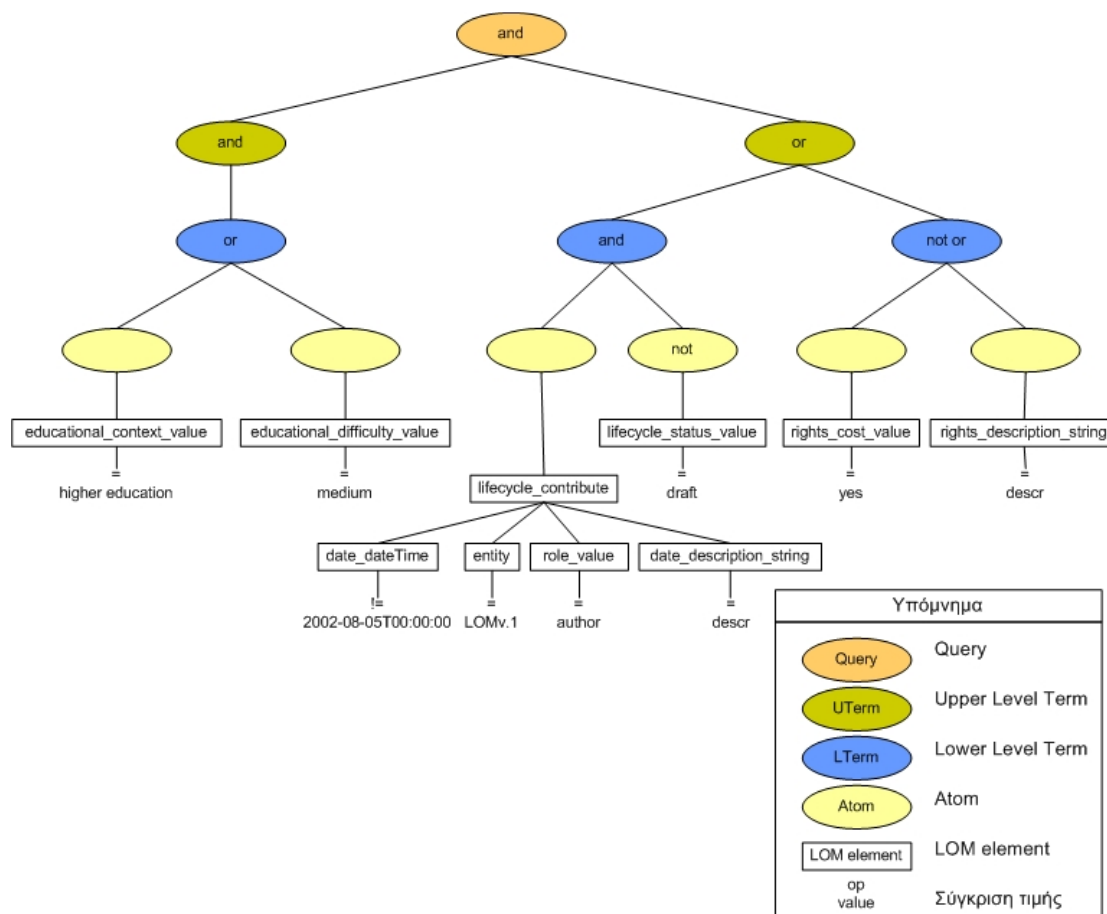 and
and
or
or
and
not or
not
educational_context_value
educational_difficulty_value
lifecycle_status_value
rights_cost_value
rights_description_string
=
=
=
=
=
higher education
medium
draft
yes
descr
lifecycle_contribute
date_dateTime
entity
role_value
date_description_string
!=
=
=
=
2002-08-05T00:00:00
LOMv.1
author
descr
Υπόμνημα
Query
Query
UTerm
Upper Level Term
LTerm
Lower Level Term
Atom
Atom
LOM element
LOM element
op
value
Σύγκριση τιμής